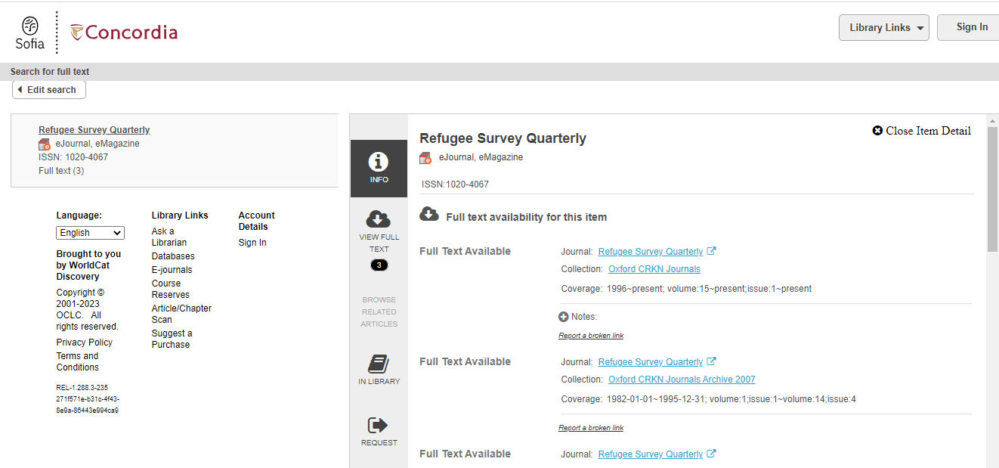 Sofia
Concordia
Library Links
Sign In
Search for full text
Edit search
Refugee Survey Quarterly
eJournal, eMagazine
ISSN: 1020-4067
Full text (3)
Language:
English
Brought to you
by WorldCat
Discovery
Copyright ©
2001-2023
OCLC. All
rights reserved.
Privacy Policy
Terms and
Conditions
REL-1.288.3-235
271f571e-b31c-4f43-
8e9a-86443e994ca9
Library Links
Ask a
Librarian
Databases
E-journals
Course
Reserves
Article/Chapter
Scan
Suggest a
Purchase
Account
Details
Sign In
INFO
VIEW FULL
TEXT
3
BROWSE
RELATED
ARTICLES
IN LIBRARY
REQUEST
Close Item Detail
Refugee Survey Quarterly
eJournal, eMagazine
ISSN:1020-4067
Full text availability for this item
Full Text Available
Journal: Refugee Survey Quarterly
Collection: Oxford CRKN Journals
Coverage: 1996~present; volume:15~present;issue:1~present
Notes:
Report a broken link
Full Text Available
Journal: Refugee Survey Quarterly
Collection: Oxford CRKN Journals Archive 2007
Coverage: 1982-01-01~1995-12-31; volume:1;issue:1~volume:14;issue:4
Report a broken link
Full Text Available
Journal: Refugee Survey Quarterly